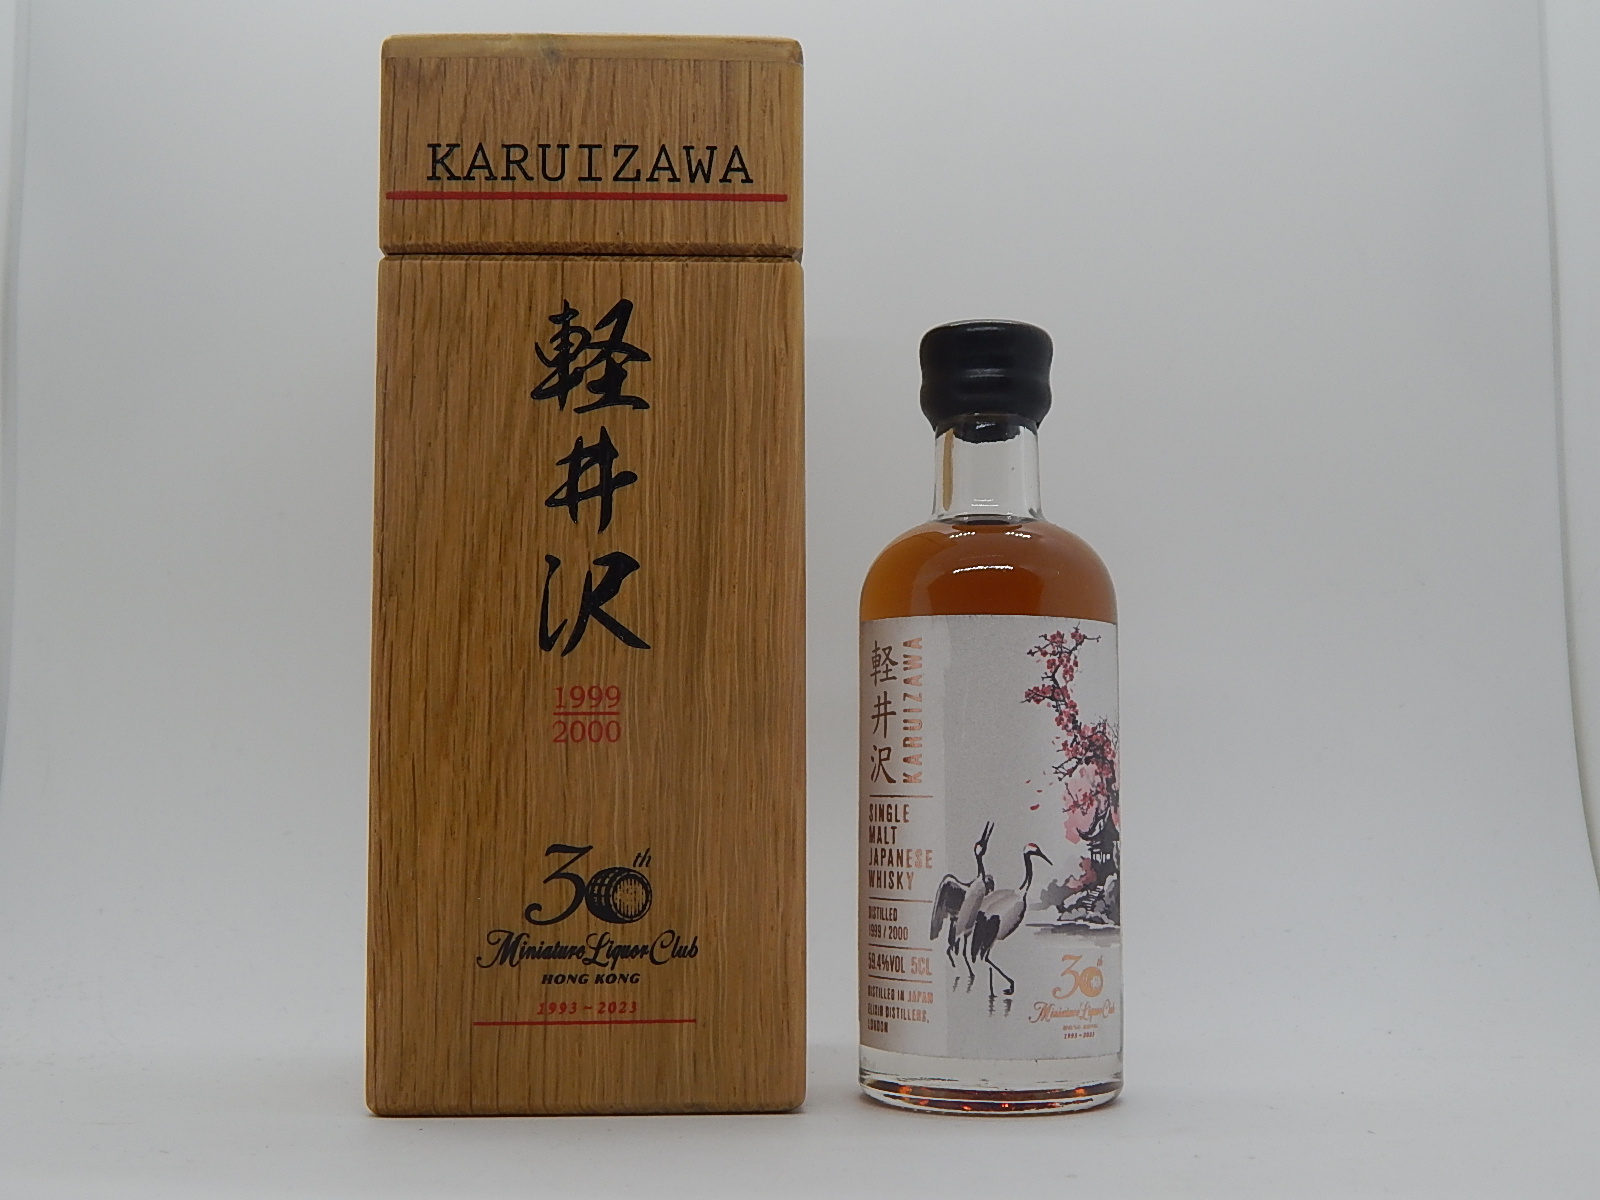 KARUIZAWA
軽井沢
1999
2000
30th
Miniature Liquor Club
HONG KONG
1993~2023
軽井沢
KARUIZAWA
SINGLE
MALT
JAPANESE
WHISKY
DISTILLED
1999 / 2000
59.4%VOL 5CL
DISTILLED IN JAPAN
ELIXIR DISTILLERS,
LONDON
30th
Miniature Liquor Club
HONG KONG
1993~2023